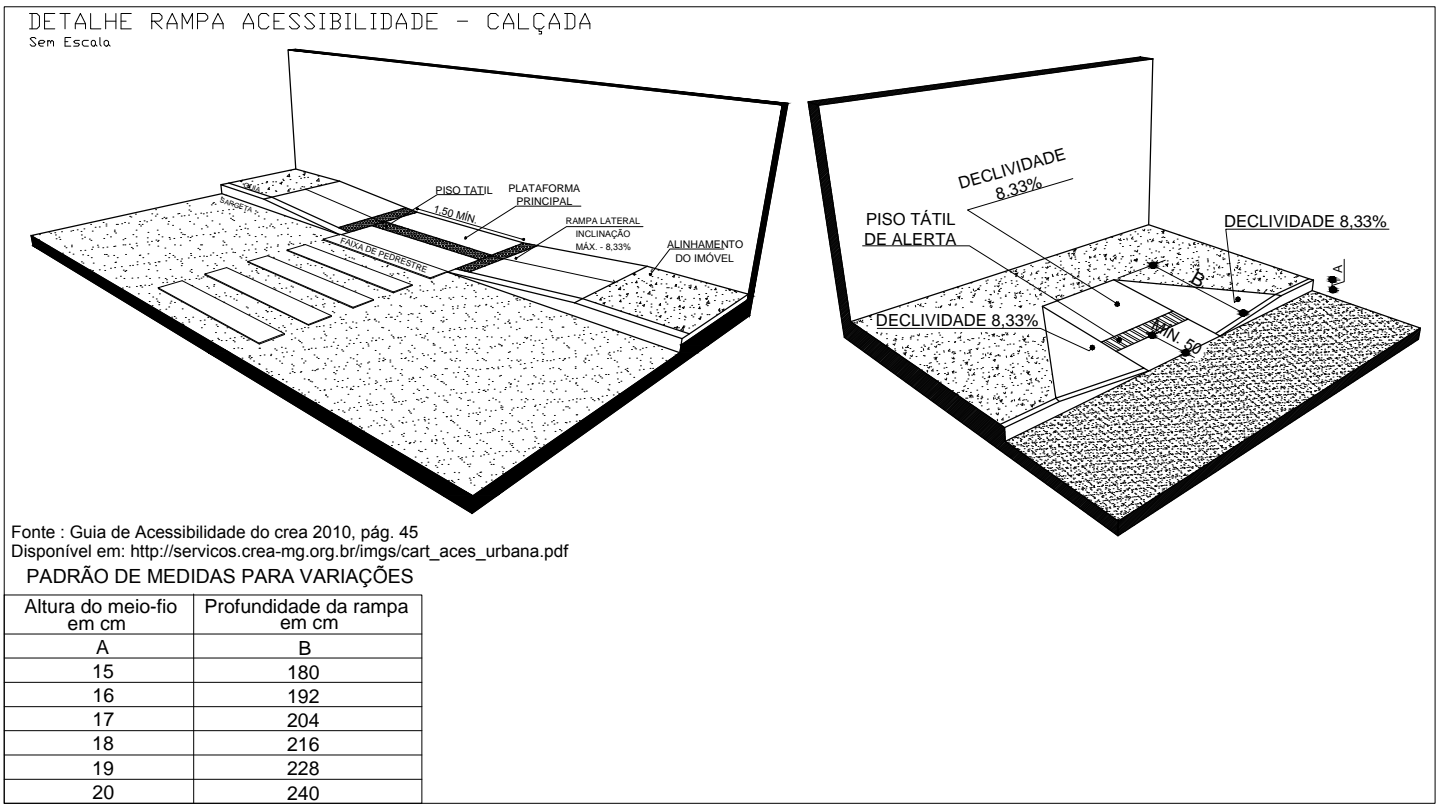 DETALHE RAMPA ACESSIBILIDADE - CALÇADA
Sem Escala
GUIA
SARGETA
PISO TATIL
1,50 MÍN.
PLATAFORMA
PRINCIPAL
RAMPA LATERAL
INCLINAÇÃO
MÁX. - 8,33%
FAIXA DE PEDRESTRE
ALINHAMENTO
DO IMÓVEL
DECLIVIDADE
8,33%
PISO TÁTIL
DE ALERTA
DECLIVIDADE 8,33%
A
B
DECLIVIDADE 8,33%
MÍN. 50
Fonte : Guia de Acessibilidade do crea 2010, pág. 45
Disponível em: http://servicos.crea-mg.org.br/imgs/cart_aces_urbana.pdf
PADRÃO DE MEDIDAS PARA VARIAÇÕES
Altura do meio-fio em cm Profundidade da rampa em cm
A B
15 180
16 192
17 204
18 216
19 228
20 240